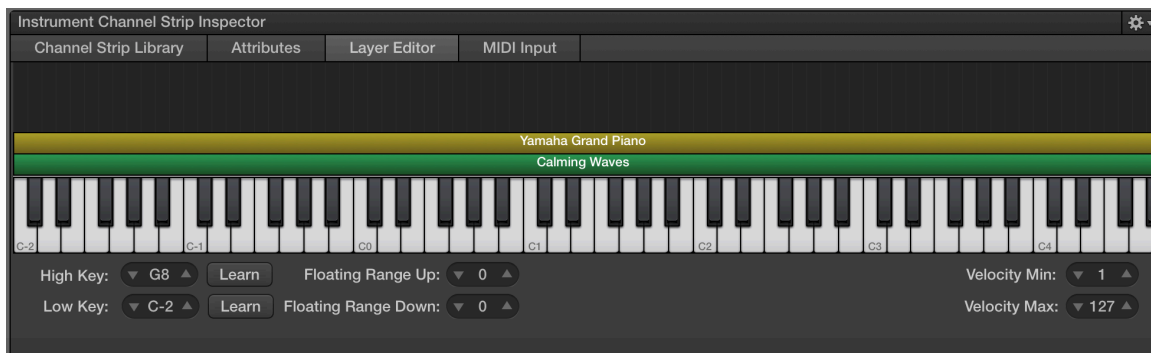 Instrument Channel Strip Inspector
Channel Strip Library Attributes Layer Editor MIDI Input
Yamaha Grand Piano
Calming Waves
C-2 C-1 C0 C1 C2 C3 C4
High Key: G8 Learn Floating Range Up: 0 Velocity Min: 1
Low Key: C-2 Learn Floating Range Down: 0 Velocity Max: 127